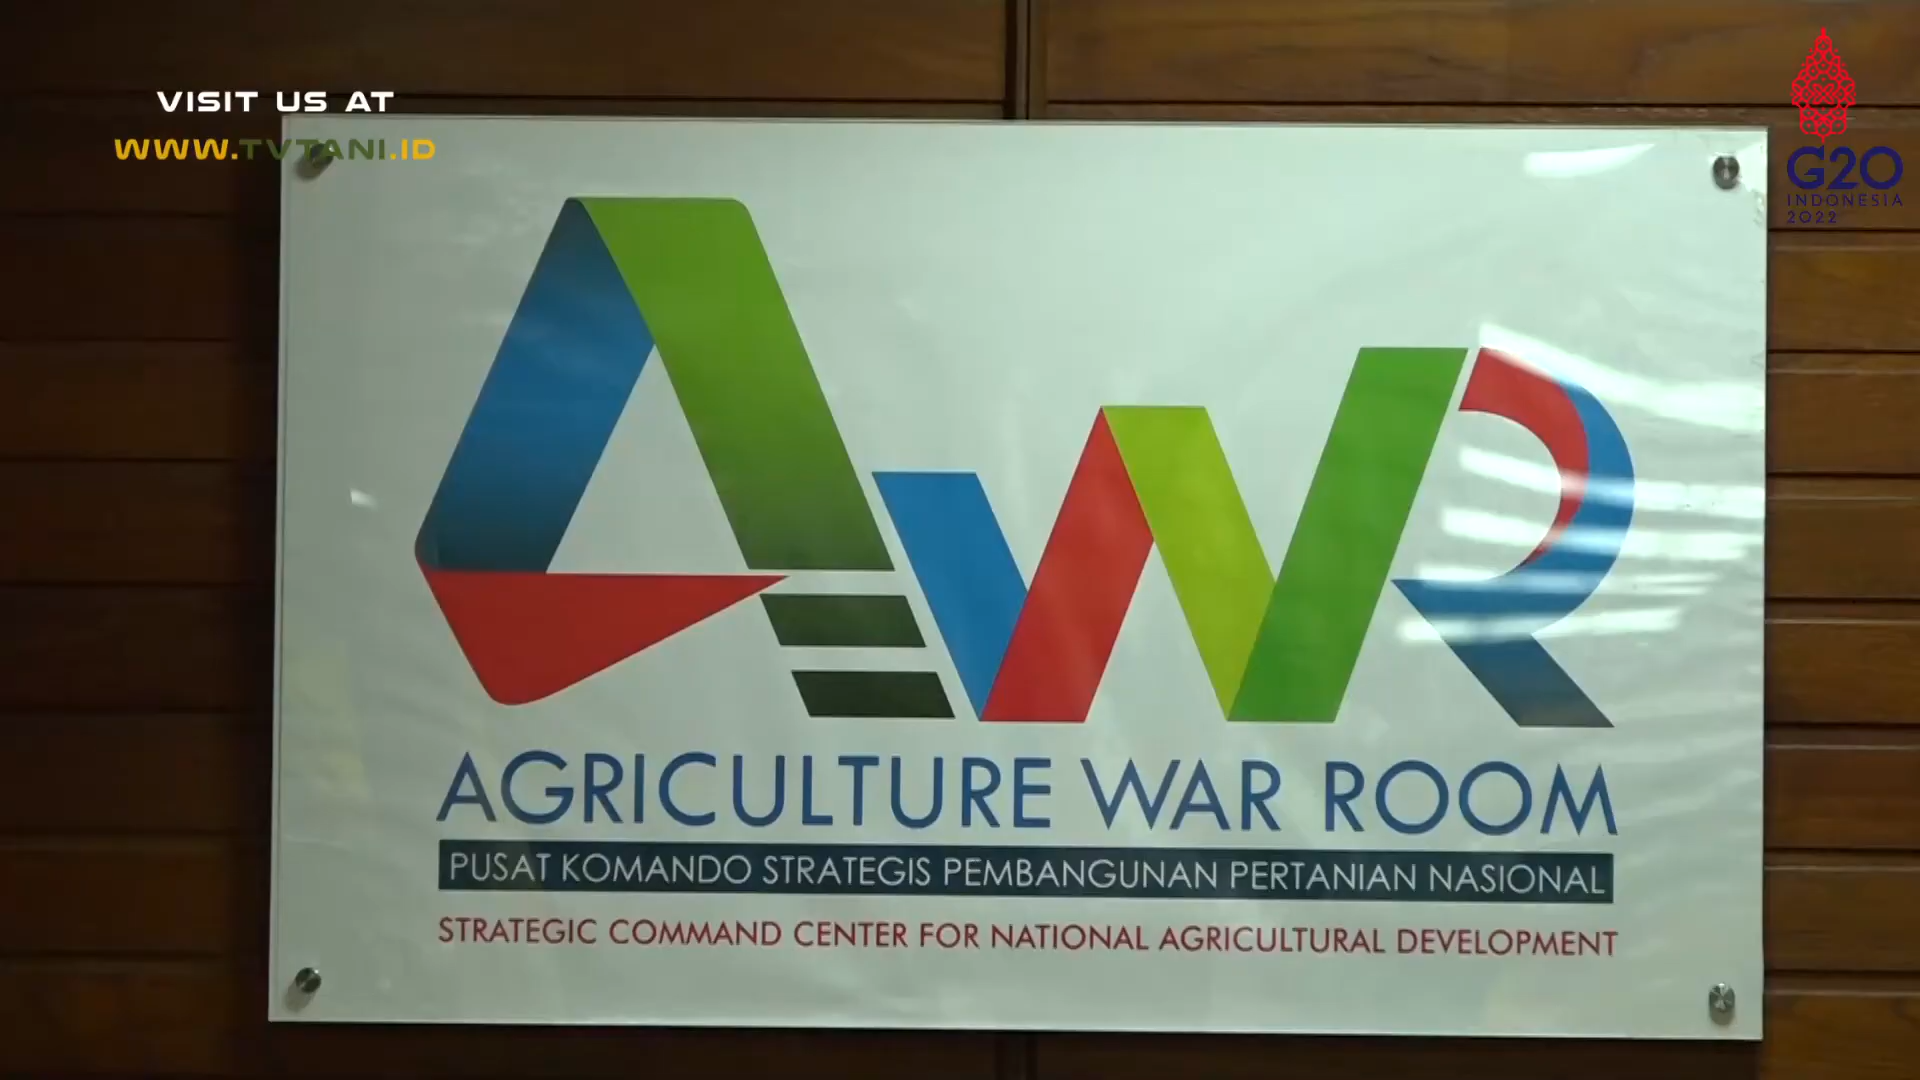 VISIT US AT
WWW.TVTANI.ID
G20
INDONESIA
2022
AWR
AGRICULTURE WAR ROOM
PUSAT KOMANDO STRATEGIS PEMBANGUNAN PERTANIAN NASIONAL
STRATEGIC COMMAND CENTER FOR NATIONAL AGRICULTURAL DEVELOPMENT